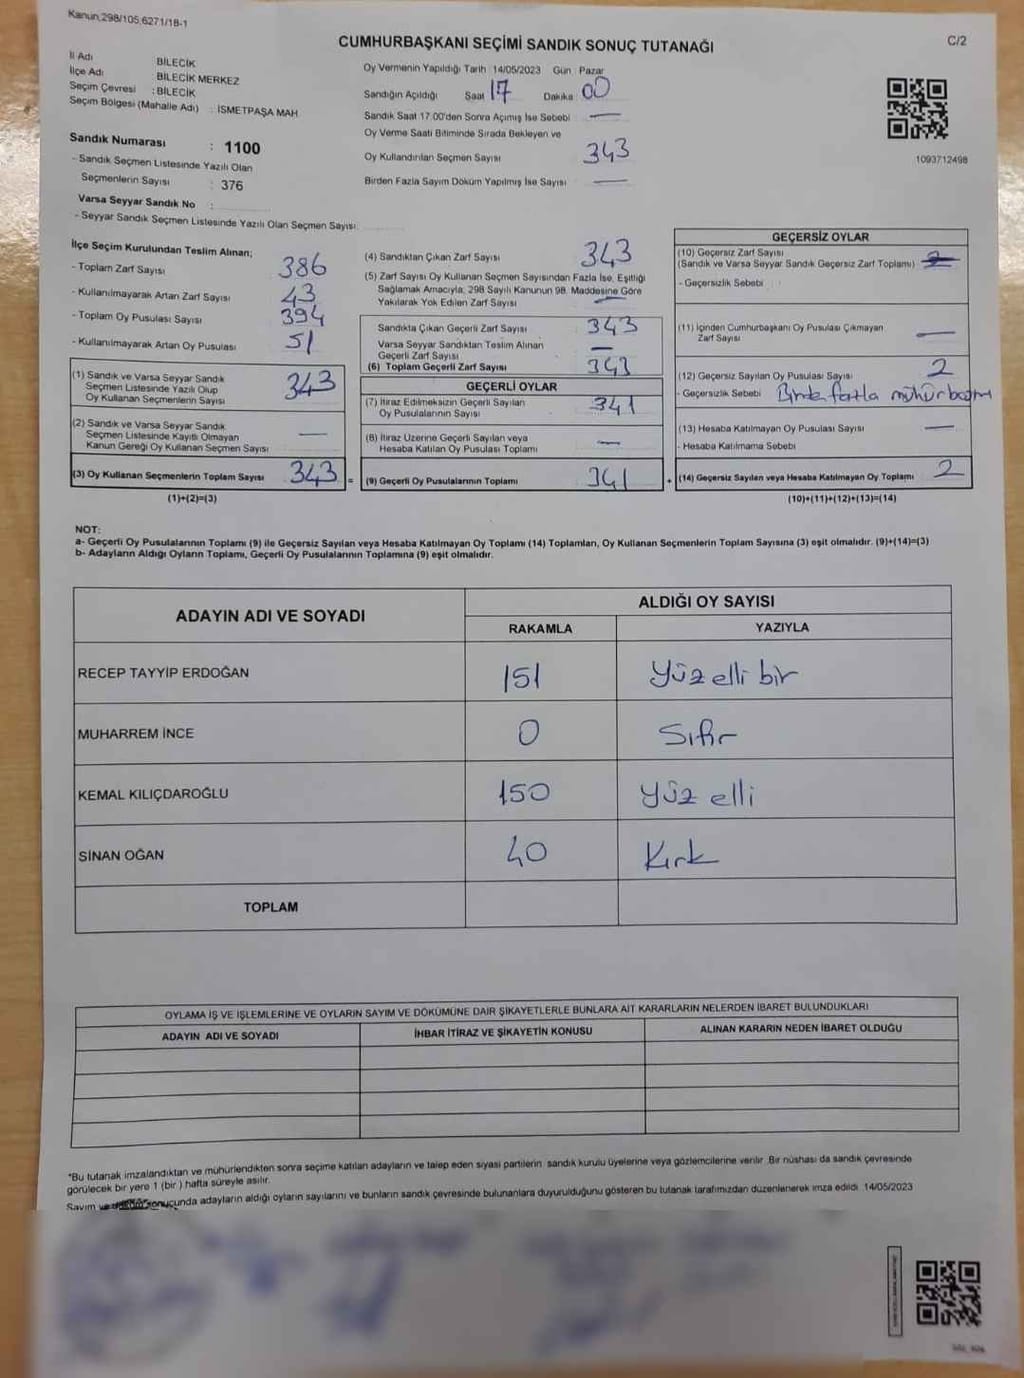 Kanun,298/105,6271/18-1
C/2
CUMHURBAŞKANI SEÇİMİ SANDIK SONUÇ TUTANAĞI
İl Adı BİLECİK
İlçe Adı BİLECİK MERKEZ
Seçim Çevresi : BİLECİK
Seçim Bölgesi (Mahalle Adı) : İSMETPAŞA MAH
Sandık Numarası : 1100
- Sandık Seçmen Listesinde Yazılı Olan
Seçmenlerin Sayısı : 376
Varsa Seyyar Sandık No :
- Seyyar Sandık Seçmen Listesinde Yazılı Olan Seçmen Sayısı:
Oy Vermenin Yapıldığı Tarih 14/05/2023 Gün Pazar
Sandığın Açıldığı Saat 17 Dakika 00
Sandık Saat 17.00'den Sonra Açımış İse Sebebi —
Oy Verme Saati Bitiminde Sırada Bekleyen ve
Oy Kullandırılan Seçmen Sayısı 343
Birden Fazla Sayım Döküm Yapılmış İse Sayısı —
1093712498
İlçe Seçim Kurulundan Teslim Alınan;
- Toplam Zarf Sayısı 386
- Kullanılmayarak Artan Zarf Sayısı 43
- Toplam Oy Pusulası Sayısı 394
- Kullanılmayarak Artan Oy Pusulası 51
(1) Sandık ve Varsa Seyyar Sandık
Seçmen Listesinde Yazılı Olup
Oy Kullanan Seçmenlerin Sayısı 343
(2) Sandık ve Varsa Seyyar Sandık
Seçmen Listesinde Kayıtlı Olmayan
Kanun Gereği Oy Kullanan Seçmen Sayısı —
(3) Oy Kullanan Seçmenlerin Toplam Sayısı 343 =
(1)+(2)=(3)
(4) Sandıktan Çıkan Zarf Sayısı 343
(5) Zarf Sayısı Oy Kullanan Seçmen Sayısından Fazla İse, Eşitliği
Sağlamak Amacıyla, 298 Sayılı Kanunun 98. Maddesine Göre
Yakılarak Yok Edilen Zarf Sayısı —
Sandıkta Çıkan Geçerli Zarf Sayısı 343
Varsa Seyyar Sandıktan Teslim Alınan
Geçerli Zarf Sayısı —
(6) Toplam Geçerli Zarf Sayısı 343
GEÇERLİ OYLAR
(7) İtiraz Edilmeksizin Geçerli Sayılan
Oy Pusulalarının Sayısı 341
(8) İtiraz Üzerine Geçerli Sayılan veya
Hesaba Katılan Oy Pusulası Toplamı —
(9) Geçerli Oy Pusulalarının Toplamı 341 +
GEÇERSİZ OYLAR
(10) Geçersiz Zarf Sayısı
(Sandık ve Varsa Seyyar Sandık Geçersiz Zarf Toplamı)
- Geçersizlik Sebebi :
(11) İçinden Cumhurbaşkanı Oy Pusulası Çıkmayan
Zarf Sayısı —
(12) Geçersiz Sayılan Oy Pusulası Sayısı 2
- Geçersizlik Sebebi Birden fazla mühür basımı
(13) Hesaba Katılmayan Oy Pusulası Sayısı —
- Hesaba Katılmama Sebebi
(14) Geçersiz Sayılan veya Hesaba Katılmayan Oy Toplamı 2
(10)+(11)+(12)+(13)=(14)
NOT:
a- Geçerli Oy Pusulalarının Toplamı (9) ile Geçersiz Sayılan veya Hesaba Katılmayan Oy Toplamı (14) Toplamları, Oy Kullanan Seçmenlerin Toplam Sayısına (3) eşit olmalıdır. (9)+(14)=(3)
b- Adayların Aldığı Oyların Toplamı, Geçerli Oy Pusulalarının Toplamına (9) eşit olmalıdır.
ADAYIN ADI VE SOYADI ALDIĞI OY SAYISI
RAKAMLA YAZIYLA
RECEP TAYYİP ERDOĞAN 151 Yüz elli bir
MUHARREM İNCE 0 Sıfır
KEMAL KILIÇDAROĞLU 150 Yüz elli
SİNAN OĞAN 40 Kırk
TOPLAM
OYLAMA İŞ VE İŞLEMLERİNE VE OYLARIN SAYIM VE DÖKÜMÜNE DAİR ŞİKAYETLERLE BUNLARA AİT KARARLARIN NELERDEN İBARET BULUNDUKLARI
ADAYIN ADI VE SOYADI İHBAR İTİRAZ VE ŞİKAYETİN KONUSU ALINAN KARARIN NEDEN İBARET OLDUĞU
*Bu tutanak imzalandıktan ve mühürlendikten sonra seçime katılan adayların ve talep eden siyasi partilerin sandık kurulu üyelerine veya gözlemcilerine verilir. Bir nüshası da sandık çevresinde
görülecek bir yere 1 (bir) hafta süreyle asılır.
Sayım ve sonuçunda adayların aldığı oyların sayılarını ve bunların sandık çevresinde bulunanlara duyurulduğunu gösteren bu tutanak tarafımızdan düzenlenerek imza edildi. 14/05/2023